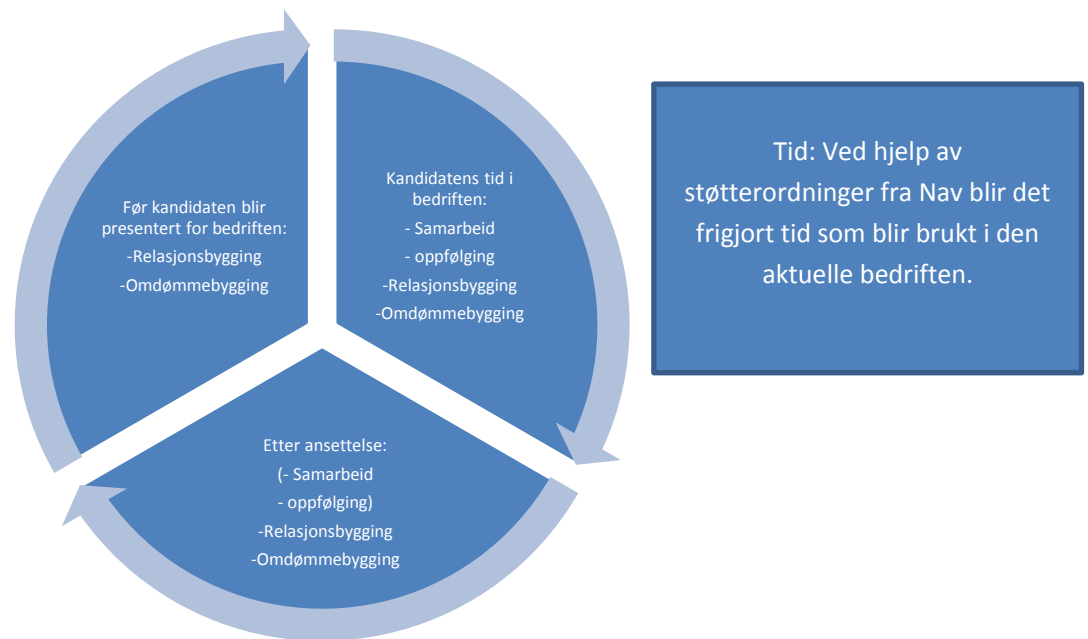 Før kandidaten blir
presentert for bedriften:
-Relasjonsbygging
-Omdømmebygging
Kandidatens tid i
bedriften:
- Samarbeid
- oppfølging
-Relasjonsbygging
-Omdømmebygging
Etter ansettelse:
(- Samarbeid
- oppfølging)
-Relasjonsbygging
-Omdømmebygging
Tid: Ved hjelp av
støtterordninger fra Nav blir det
frigjort tid som blir brukt i den
aktuelle bedriften.